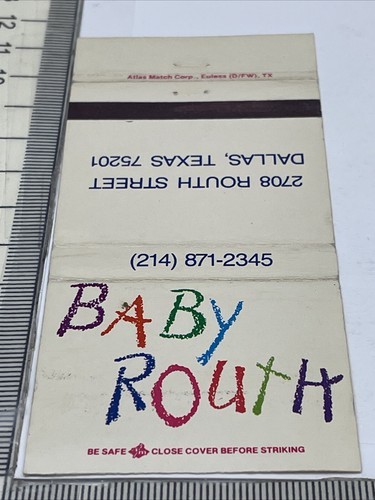 Atlas Match Corp., Euless (D/FW), TX
2708 ROUTH STREET
DALLAS, TEXAS 75201
(214) 871-2345
BABY
ROUTH
BE SAFE CLOSE COVER BEFORE STRIKING